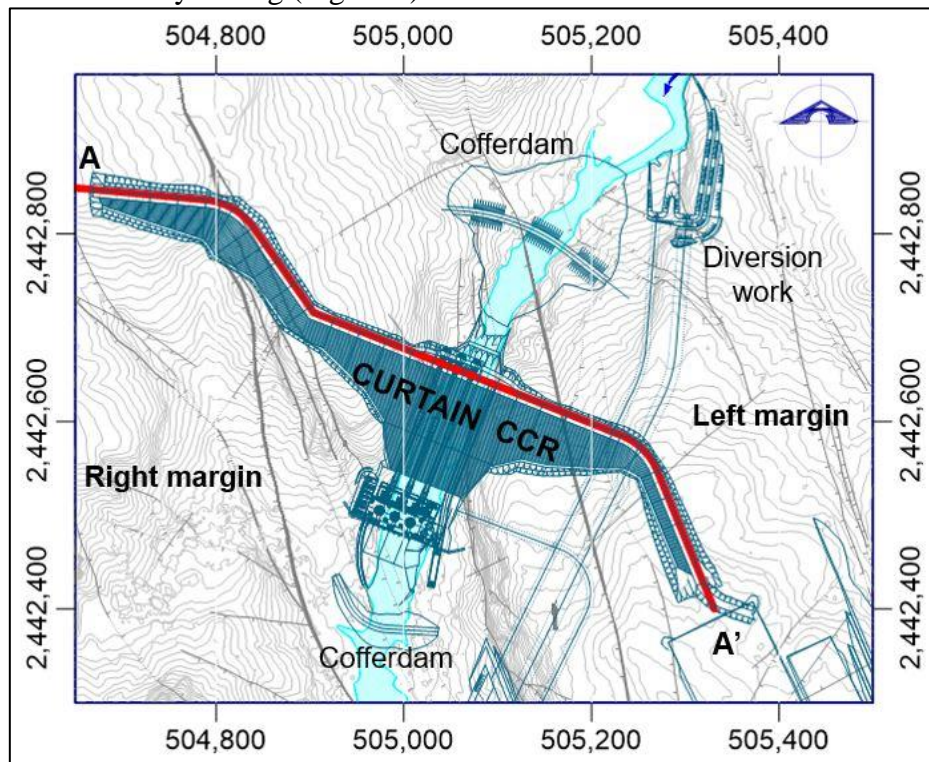 504,800
505,000
505,200
505,400
A
Cofferdam
2,442,800
2,442,800
Diversion
work
CURTAIN CCR
Left margin
2,442,600
2,442,600
Right margin
2,442,400
2,442,400
A'
Cofferdam
504,800
505,000
505,200
505,400